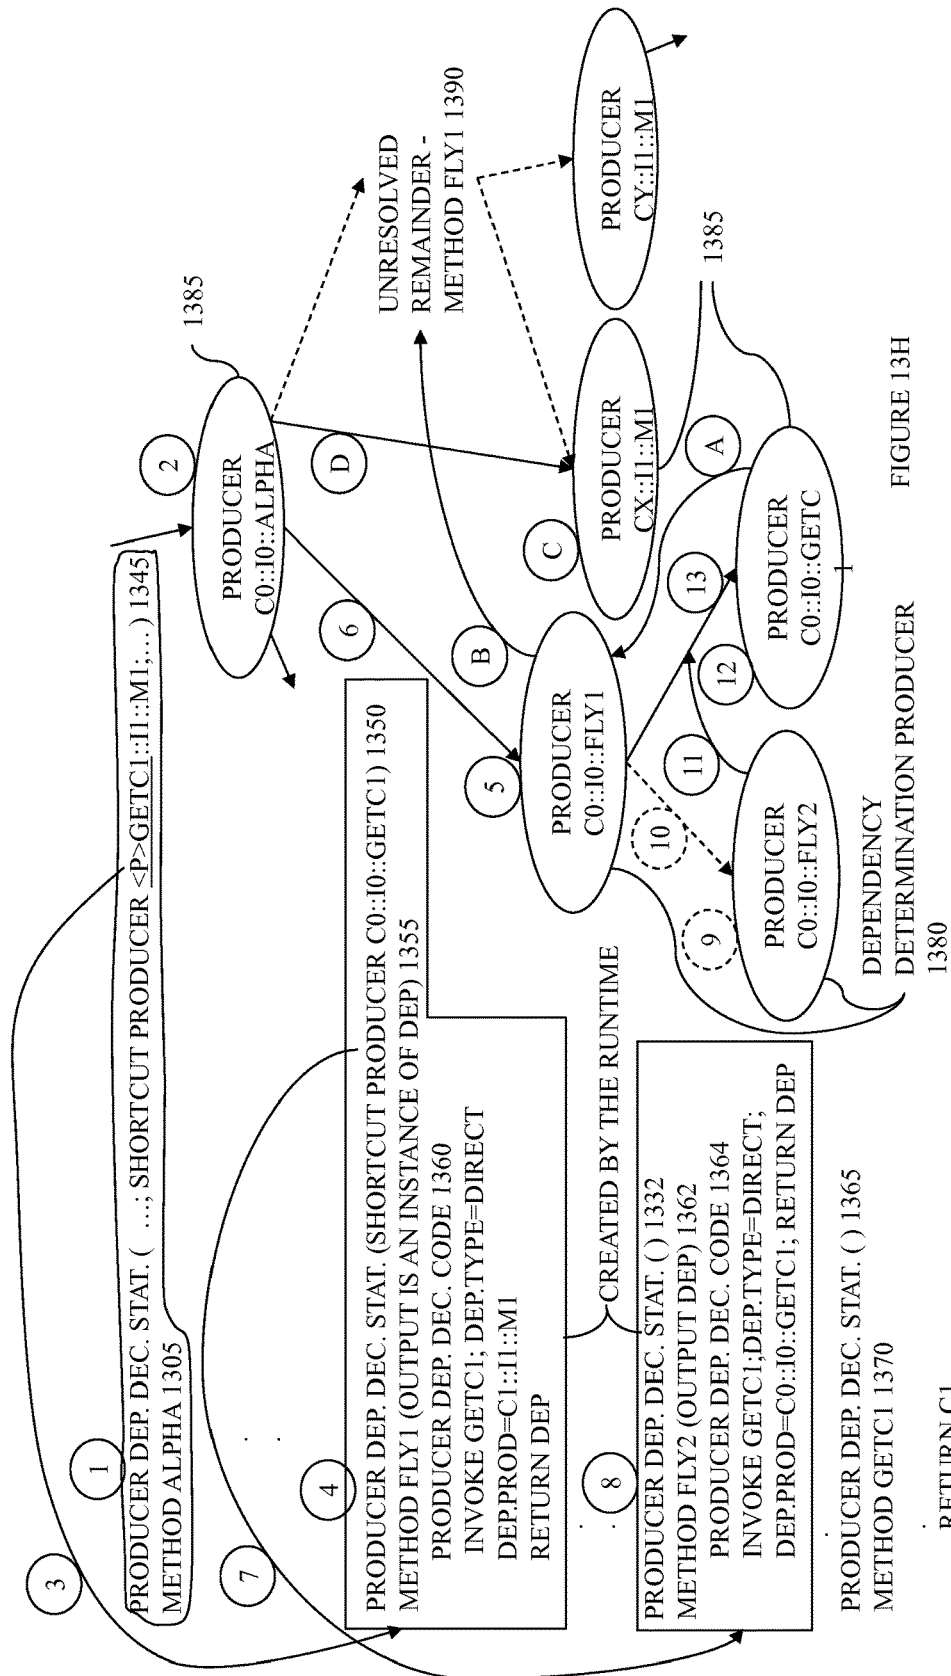 3
1
PRODUCER DEP. DEC. STAT. ( ...; SHORTCUT PRODUCER <P>GETC1::I1::M1;...) 1345
METHOD ALPHA 1305
2
PRODUCER
C0::I0::ALPHA
1385
7
4
PRODUCER DEP. DEC. STAT. (SHORTCUT PRODUCER C0::I0::GETC1) 1350
METHOD FLY1 (OUTPUT IS AN INSTANCE OF DEP) 1355
PRODUCER DEP. DEC. CODE 1360
INVOKE GETC1; DEP.TYPE=DIRECT
DEP.PROD=C1::I1::M1
RETURN DEP
6
D
B
UNRESOLVED
REMAINDER -
METHOD FLY1 1390
5
PRODUCER
C0::I0::FLY1
C
PRODUCER
CX::I1::M1
PRODUCER
CY::I1::M1
CREATED BY THE RUNTIME
8
PRODUCER DEP. DEC. STAT. ( ) 1332
METHOD FLY2 (OUTPUT DEP) 1362
PRODUCER DEP. DEC. CODE 1364
INVOKE GETC1;DEP.TYPE=DIRECT;
DEP.PROD=C0::I0::GETC1; RETURN DEP
9
10
11
12
13
A
1385
PRODUCER
C0::I0::FLY2
PRODUCER
C0::I0::GETC
1
PRODUCER DEP. DEC. STAT. ( ) 1365
METHOD GETC1 1370
RETURN C1
DEPENDENCY
DETERMINATION PRODUCER
1380
FIGURE 13H